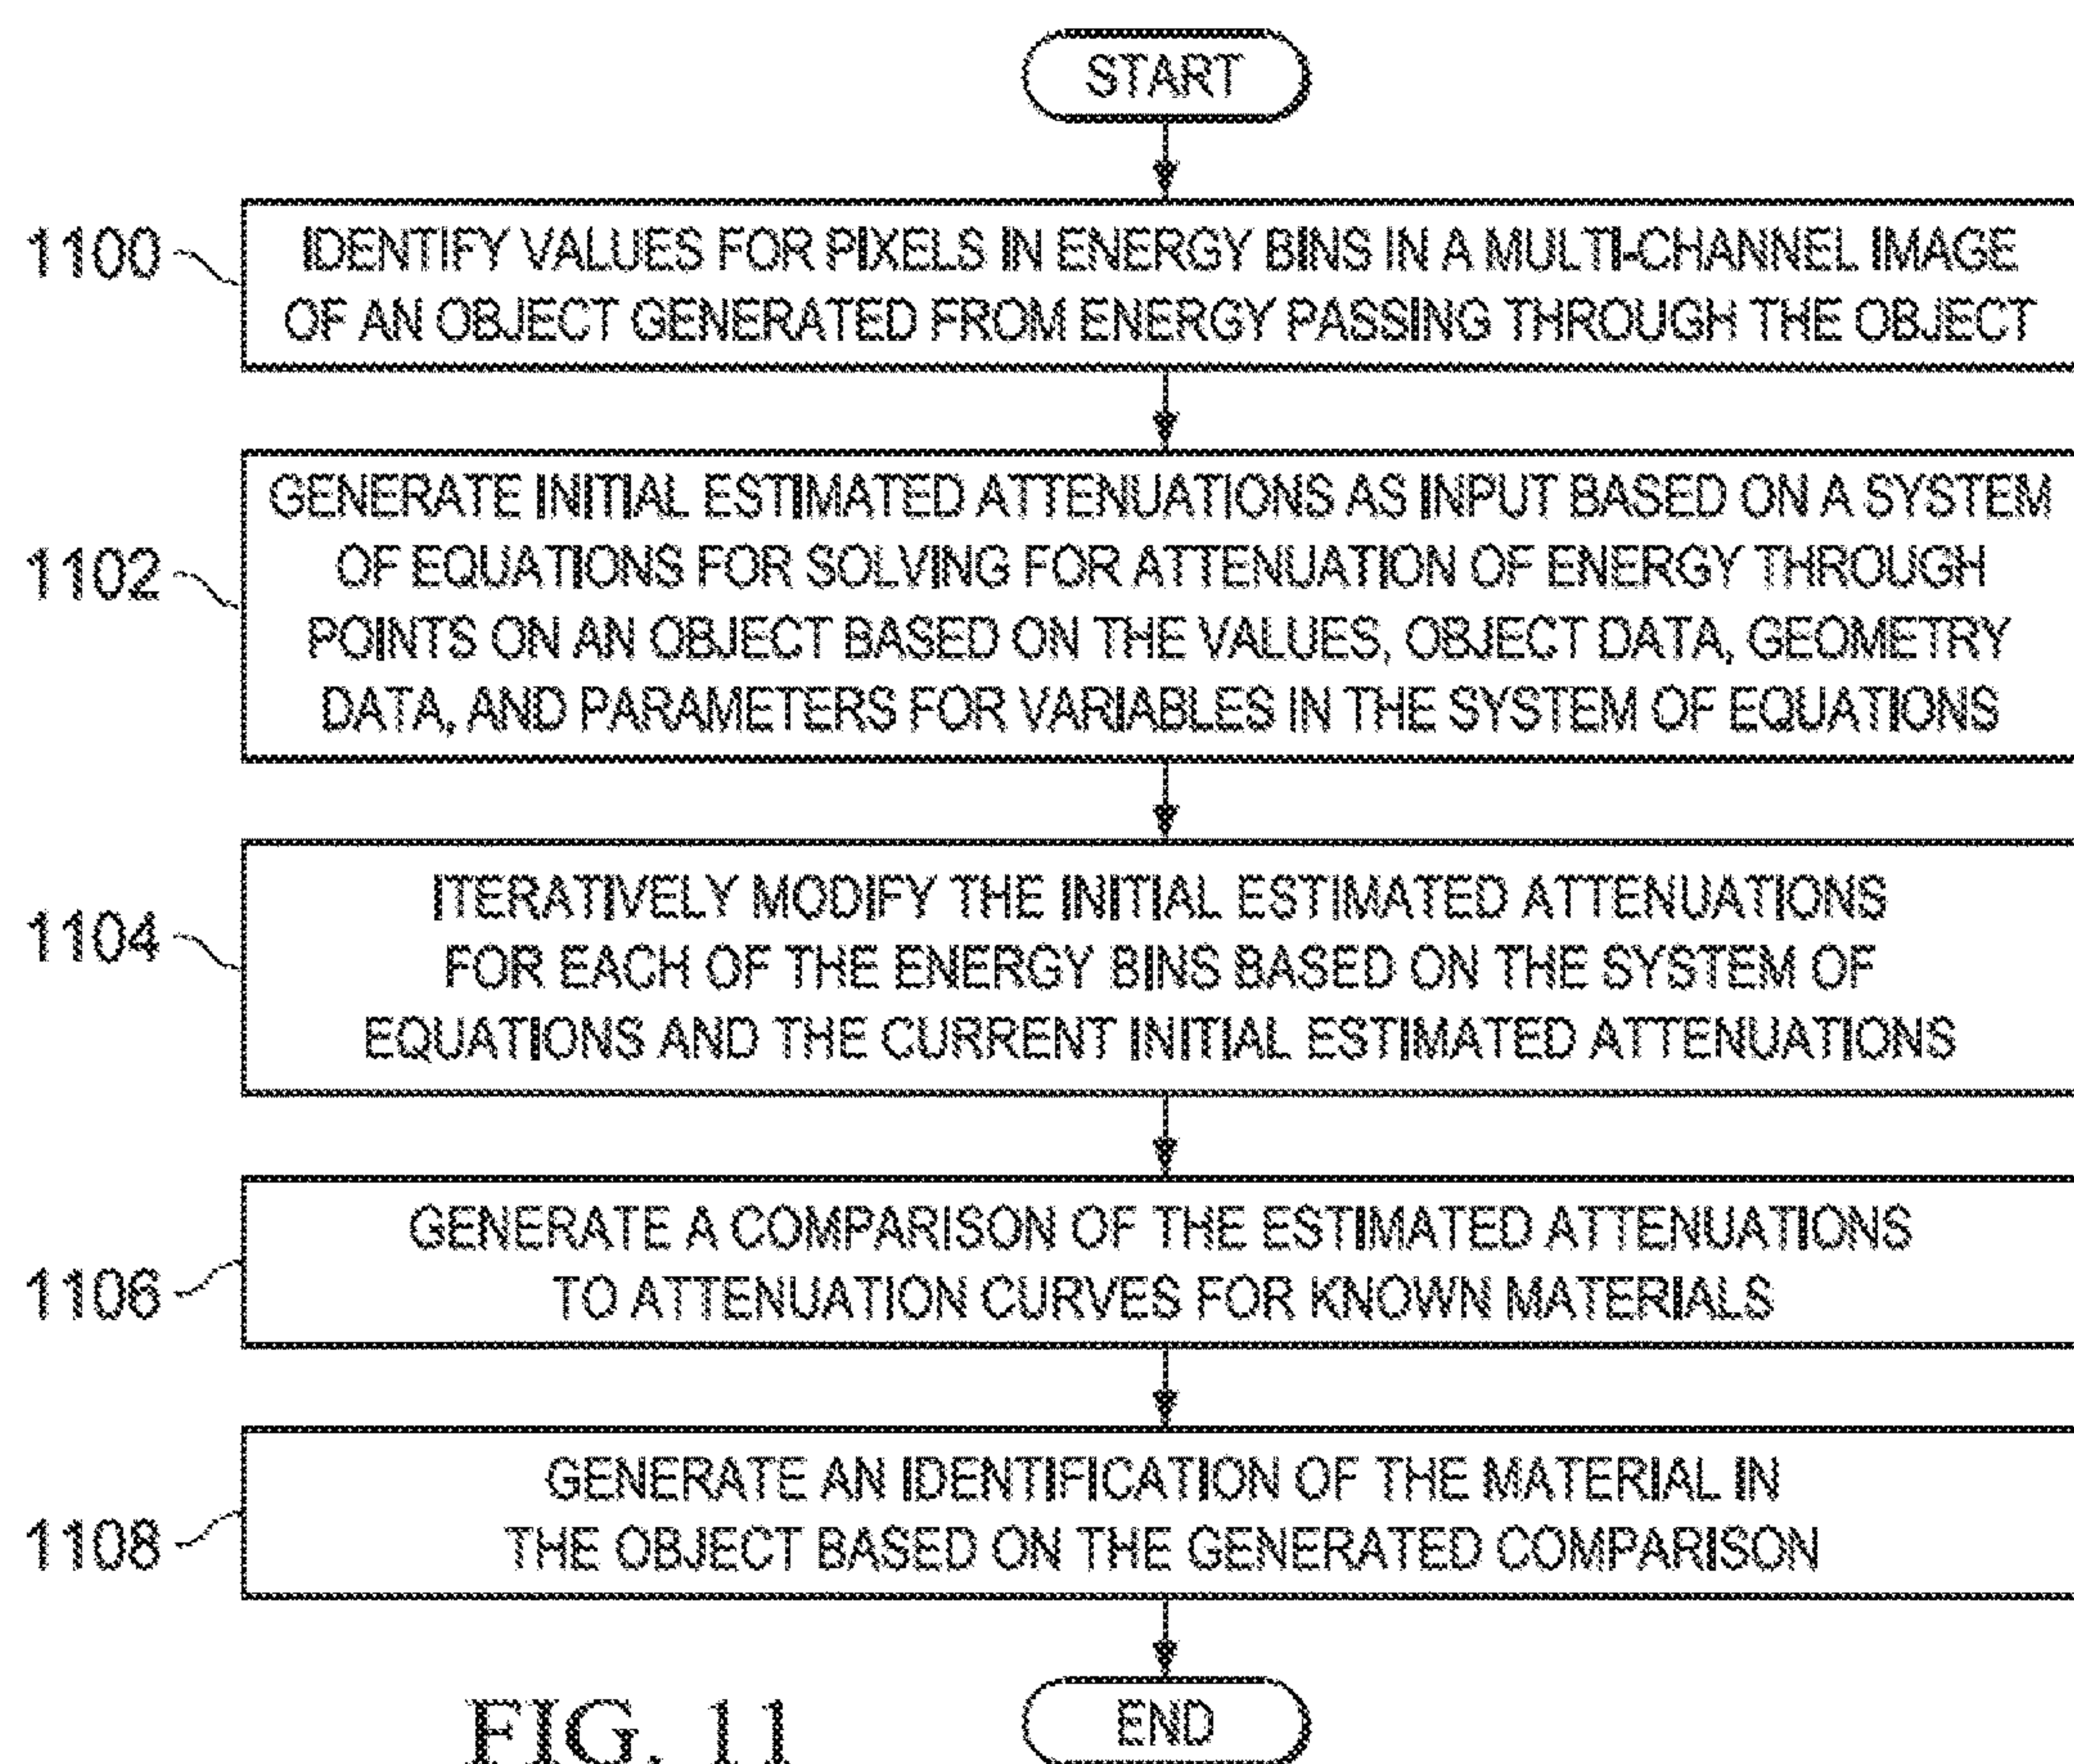 START
1100
IDENTIFY VALUES FOR PIXELS IN ENERGY BINS IN A MULTI-CHANNEL IMAGE
OF AN OBJECT GENERATED FROM ENERGY PASSING THROUGH THE OBJECT
1102
GENERATE INITIAL ESTIMATED ATTENUATIONS AS INPUT BASED ON A SYSTEM
OF EQUATIONS FOR SOLVING FOR ATTENUATION OF ENERGY THROUGH
POINTS ON AN OBJECT BASED ON THE VALUES, OBJECT DATA, GEOMETRY
DATA, AND PARAMETERS FOR VARIABLES IN THE SYSTEM OF EQUATIONS
1104
ITERATIVELY MODIFY THE INITIAL ESTIMATED ATTENUATIONS
FOR EACH OF THE ENERGY BINS BASED ON THE SYSTEM OF
EQUATIONS AND THE CURRENT INITIAL ESTIMATED ATTENUATIONS
1106
GENERATE A COMPARISON OF THE ESTIMATED ATTENUATIONS
TO ATTENUATION CURVES FOR KNOWN MATERIALS
1108
GENERATE AN IDENTIFICATION OF THE MATERIAL IN
THE OBJECT BASED ON THE GENERATED COMPARISON
END
FIG. 11